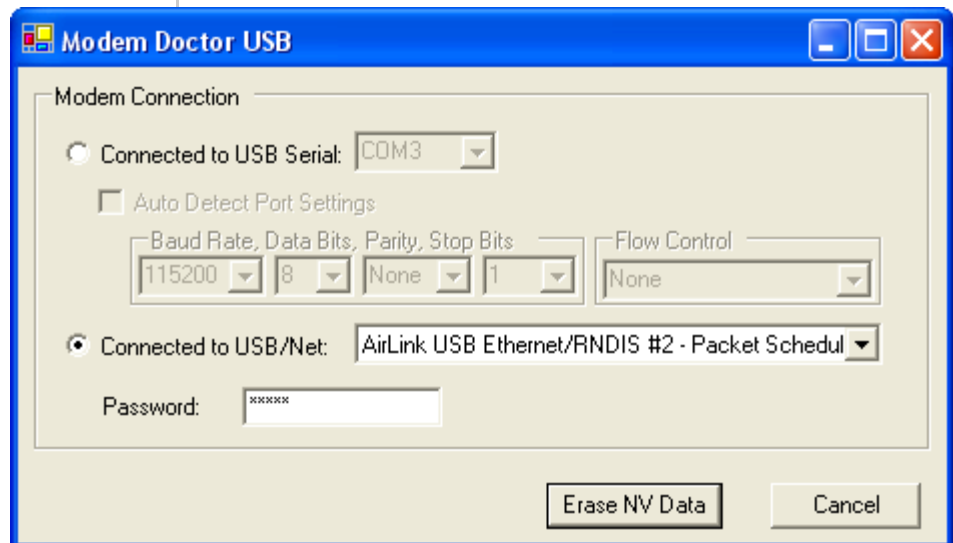 Modem Doctor USB
Modem Connection
Connected to USB Serial: COM3
Auto Detect Port Settings
Baud Rate, Data Bits, Parity, Stop Bits Flow Control
115200 8 None 1 None
Connected to USB/Net: AirLink USB Ethernet/RNDIS #2 - Packet Schedul
Password: *****
Erase NV Data Cancel